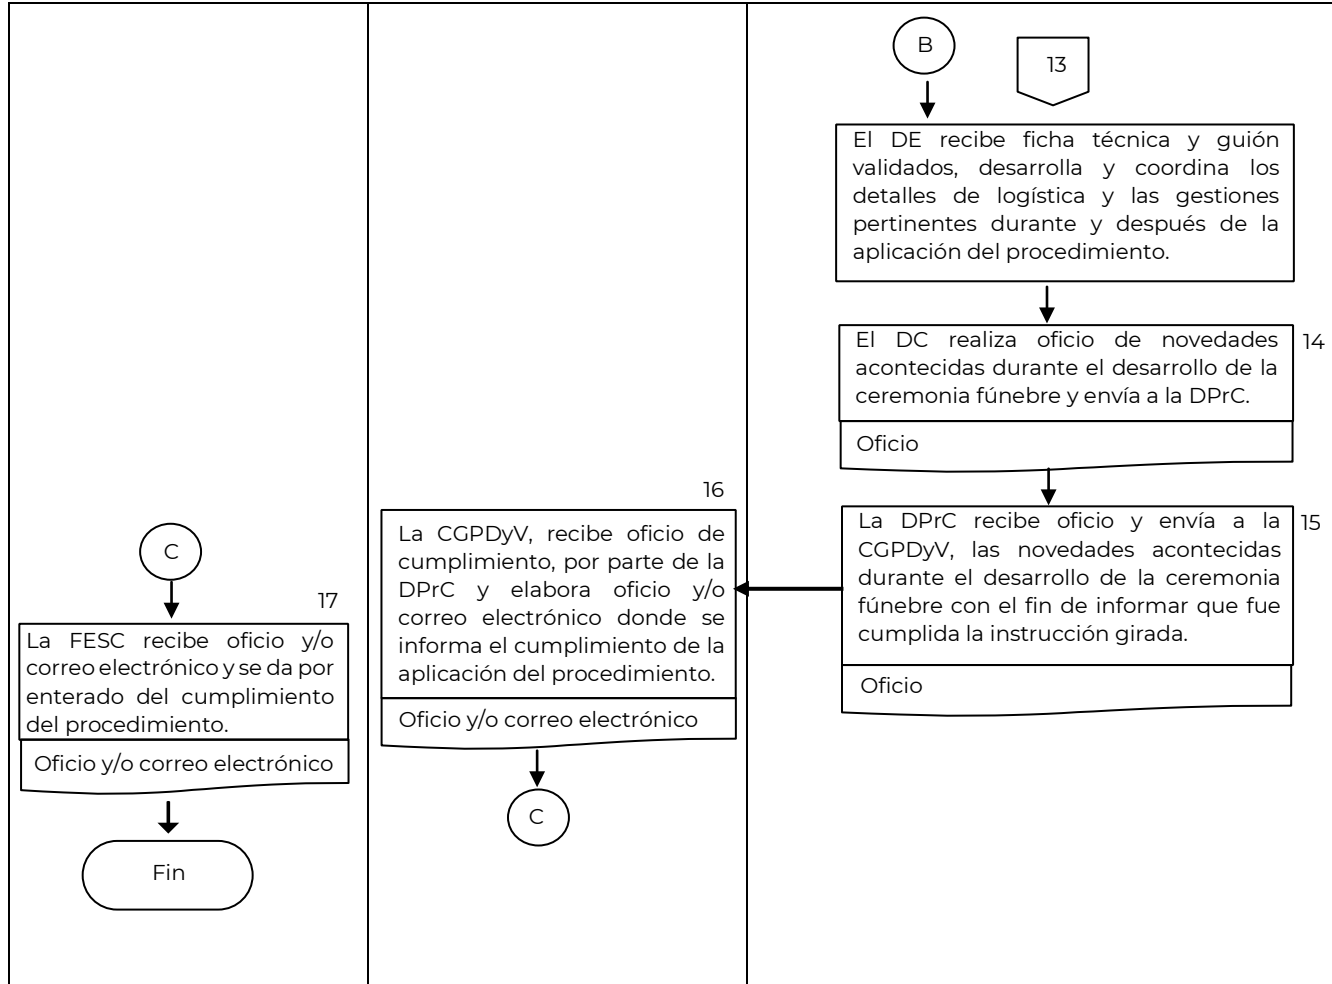 B
13
El DE recibe ficha técnica y guión
validados, desarrolla y coordina los
detalles de logística y las gestiones
pertinentes durante y después de la
aplicación del procedimiento.
14
El DC realiza oficio de novedades
acontecidas durante el desarrollo de la
ceremonia fúnebre y envía a la DPrC.
Oficio
15
La DPrC recibe oficio y envía a la
CGPDyV, las novedades acontecidas
durante el desarrollo de la ceremonia
fúnebre con el fin de informar que fue
cumplida la instrucción girada.
Oficio
16
La CGPDyV, recibe oficio de
cumplimiento, por parte de la
DPrC y elabora oficio y/o
correo electrónico donde se
informa el cumplimiento de la
aplicación del procedimiento.
Oficio y/o correo electrónico
C
C
17
La FESC recibe oficio y/o
correo electrónico y se da por
enterado del cumplimiento
del procedimiento.
Oficio y/o correo electrónico
Fin